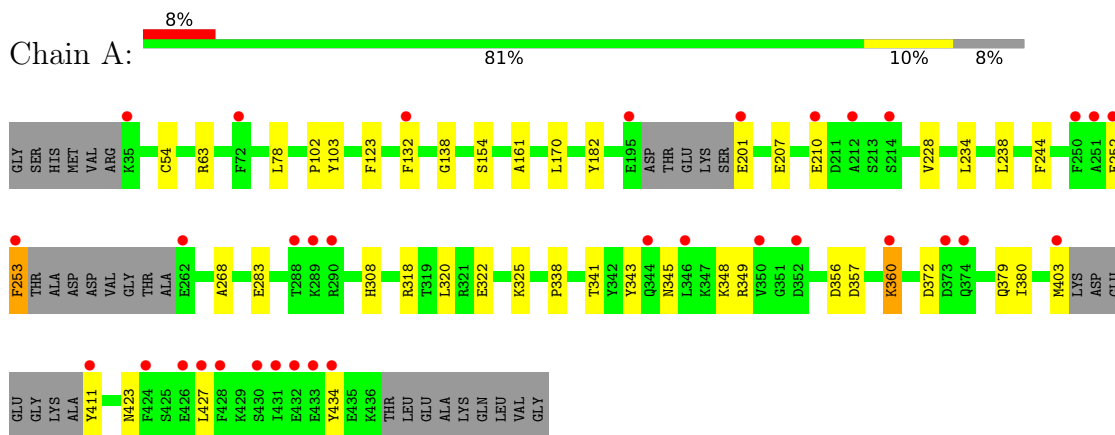 8%
Chain A:
81% 10% 8%
GLY SER HIS MET VAL ARG K35 C54 R63 F72 L78 P102 Y103 F123 F132 G138 S154 A161 L170 Y182 E195 ASP THR GLU LYS SER E201 E207 E210 D211 A212 S213 S214 V228 L234 L238 F244 F250 A251 E252
F253 THR ALA ASP ASP VAL GLY THR ALA E262 A268 E283 T288 K289 R290 H308 R318 T319 L320 R321 E322 K325 P338 T341 Y342 Y343 Q344 N345 L346 K347 K348 R349 V350 G351 D352 D356 D357 K360 D372 D373 Q374 Q379 I380 M403 LYS ASP GLU
GLU GLY LYS ALA Y411 N423 F424 S425 E426 L427 F428 K429 S430 I431 E432 E433 Y434 E435 K436 THR LEU GLU ALA LYS GLN LEU VAL GLY